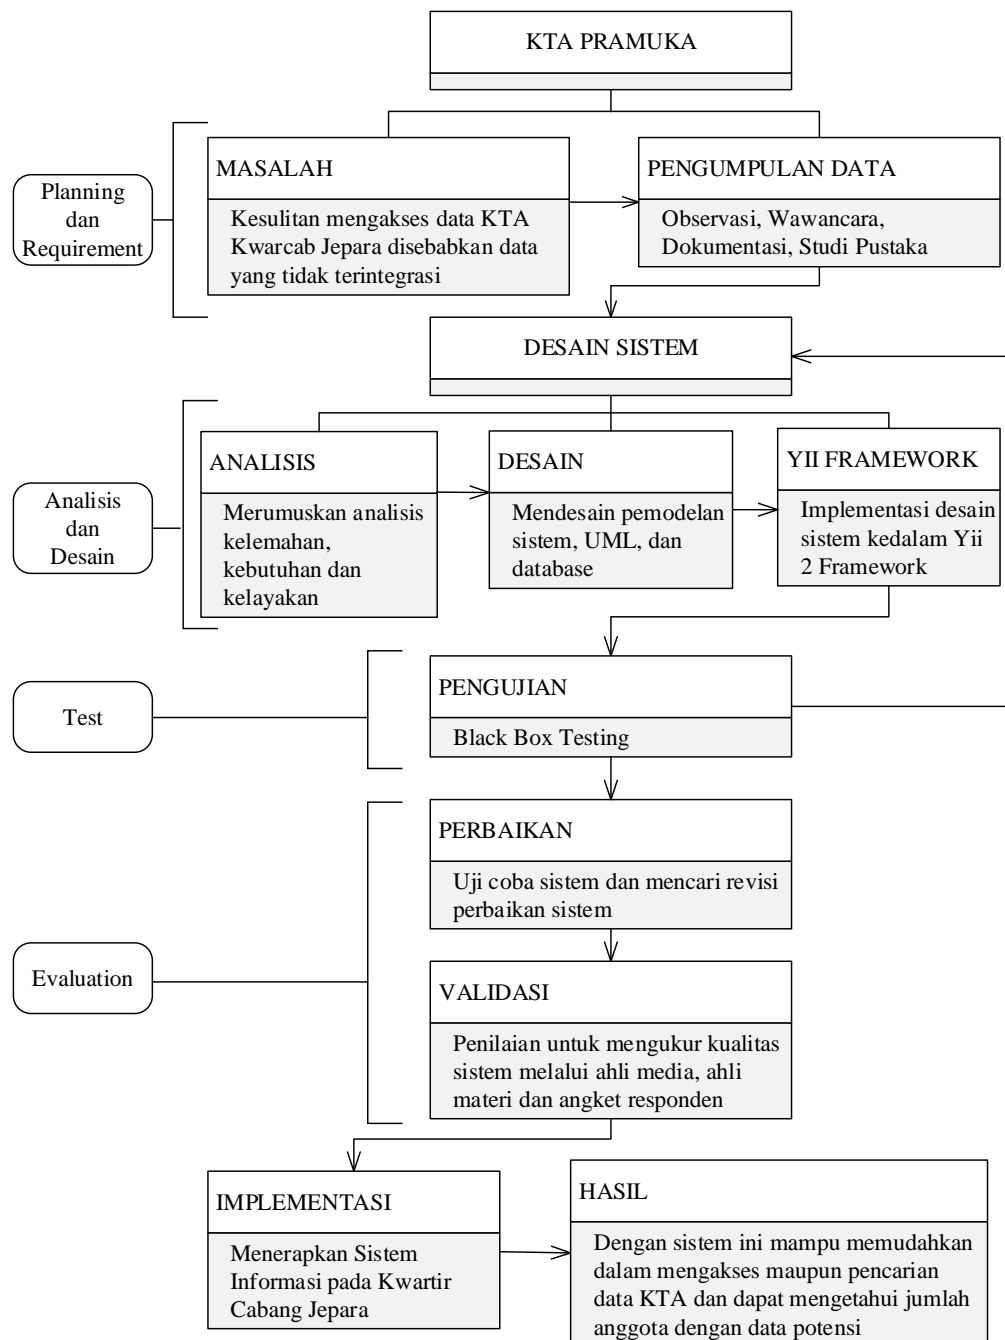 KTA PRAMUKA
Planning
dan
Requirement
MASALAH
Kesulitan mengakses data KTA
Kwarcab Jepara disebabkan data
yang tidak terintegrasi
PENGUMPULAN DATA
Observasi, Wawancara,
Dokumentasi, Studi Pustaka
DESAIN SISTEM
Analisis
dan
Desain
ANALISIS
Merumuskan analisis
kelemahan,
kebutuhan dan
kelayakan
DESAIN
Mendesain pemodelan
sistem, UML, dan
database
YII FRAMEWORK
Implementasi desain
sistem kedalam Yii
2 Framework
Test
PENGUJIAN
Black Box Testing
Evaluation
PERBAIKAN
Uji coba sistem dan mencari revisi
perbaikan sistem
VALIDASI
Penilaian untuk mengukur kualitas
sistem melalui ahli media, ahli
materi dan angket responden
IMPLEMENTASI
Menerapkan Sistem
Informasi pada Kwartir
Cabang Jepara
HASIL
Dengan sistem ini mampu memudahkan
dalam mengakses maupun pencarian
data KTA dan dapat mengetahui jumlah
anggota dengan data potensi